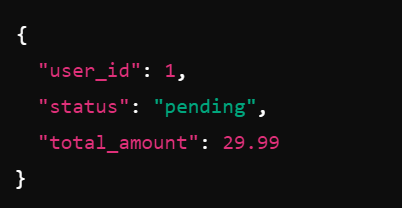 {
  "user_id": 1,
  "status": "pending",
  "total_amount": 29.99
}